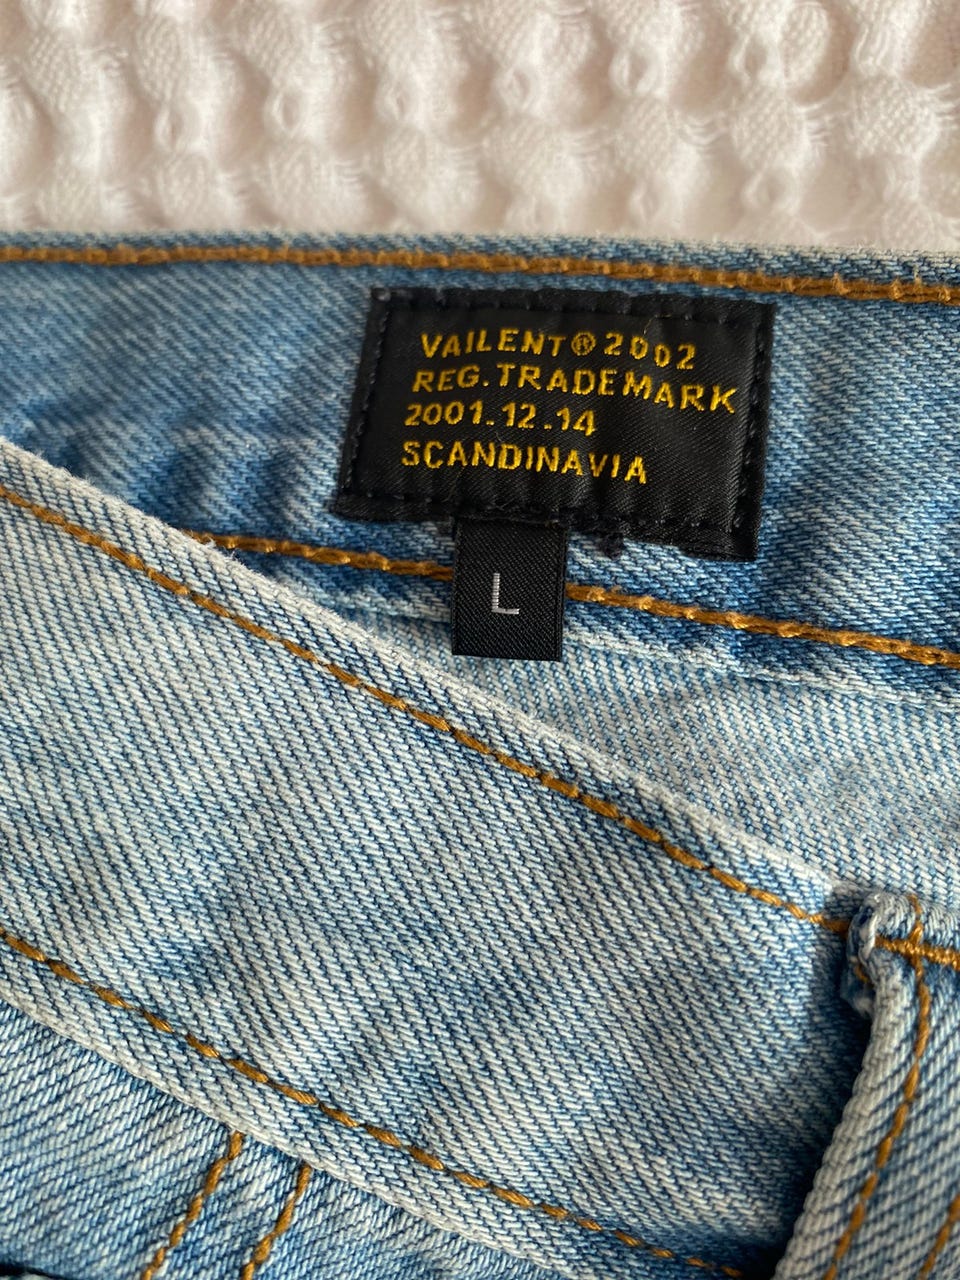 VAILENT® 2002
REG. TRADEMARK
2001.12.14
SCANDINAVIA
L